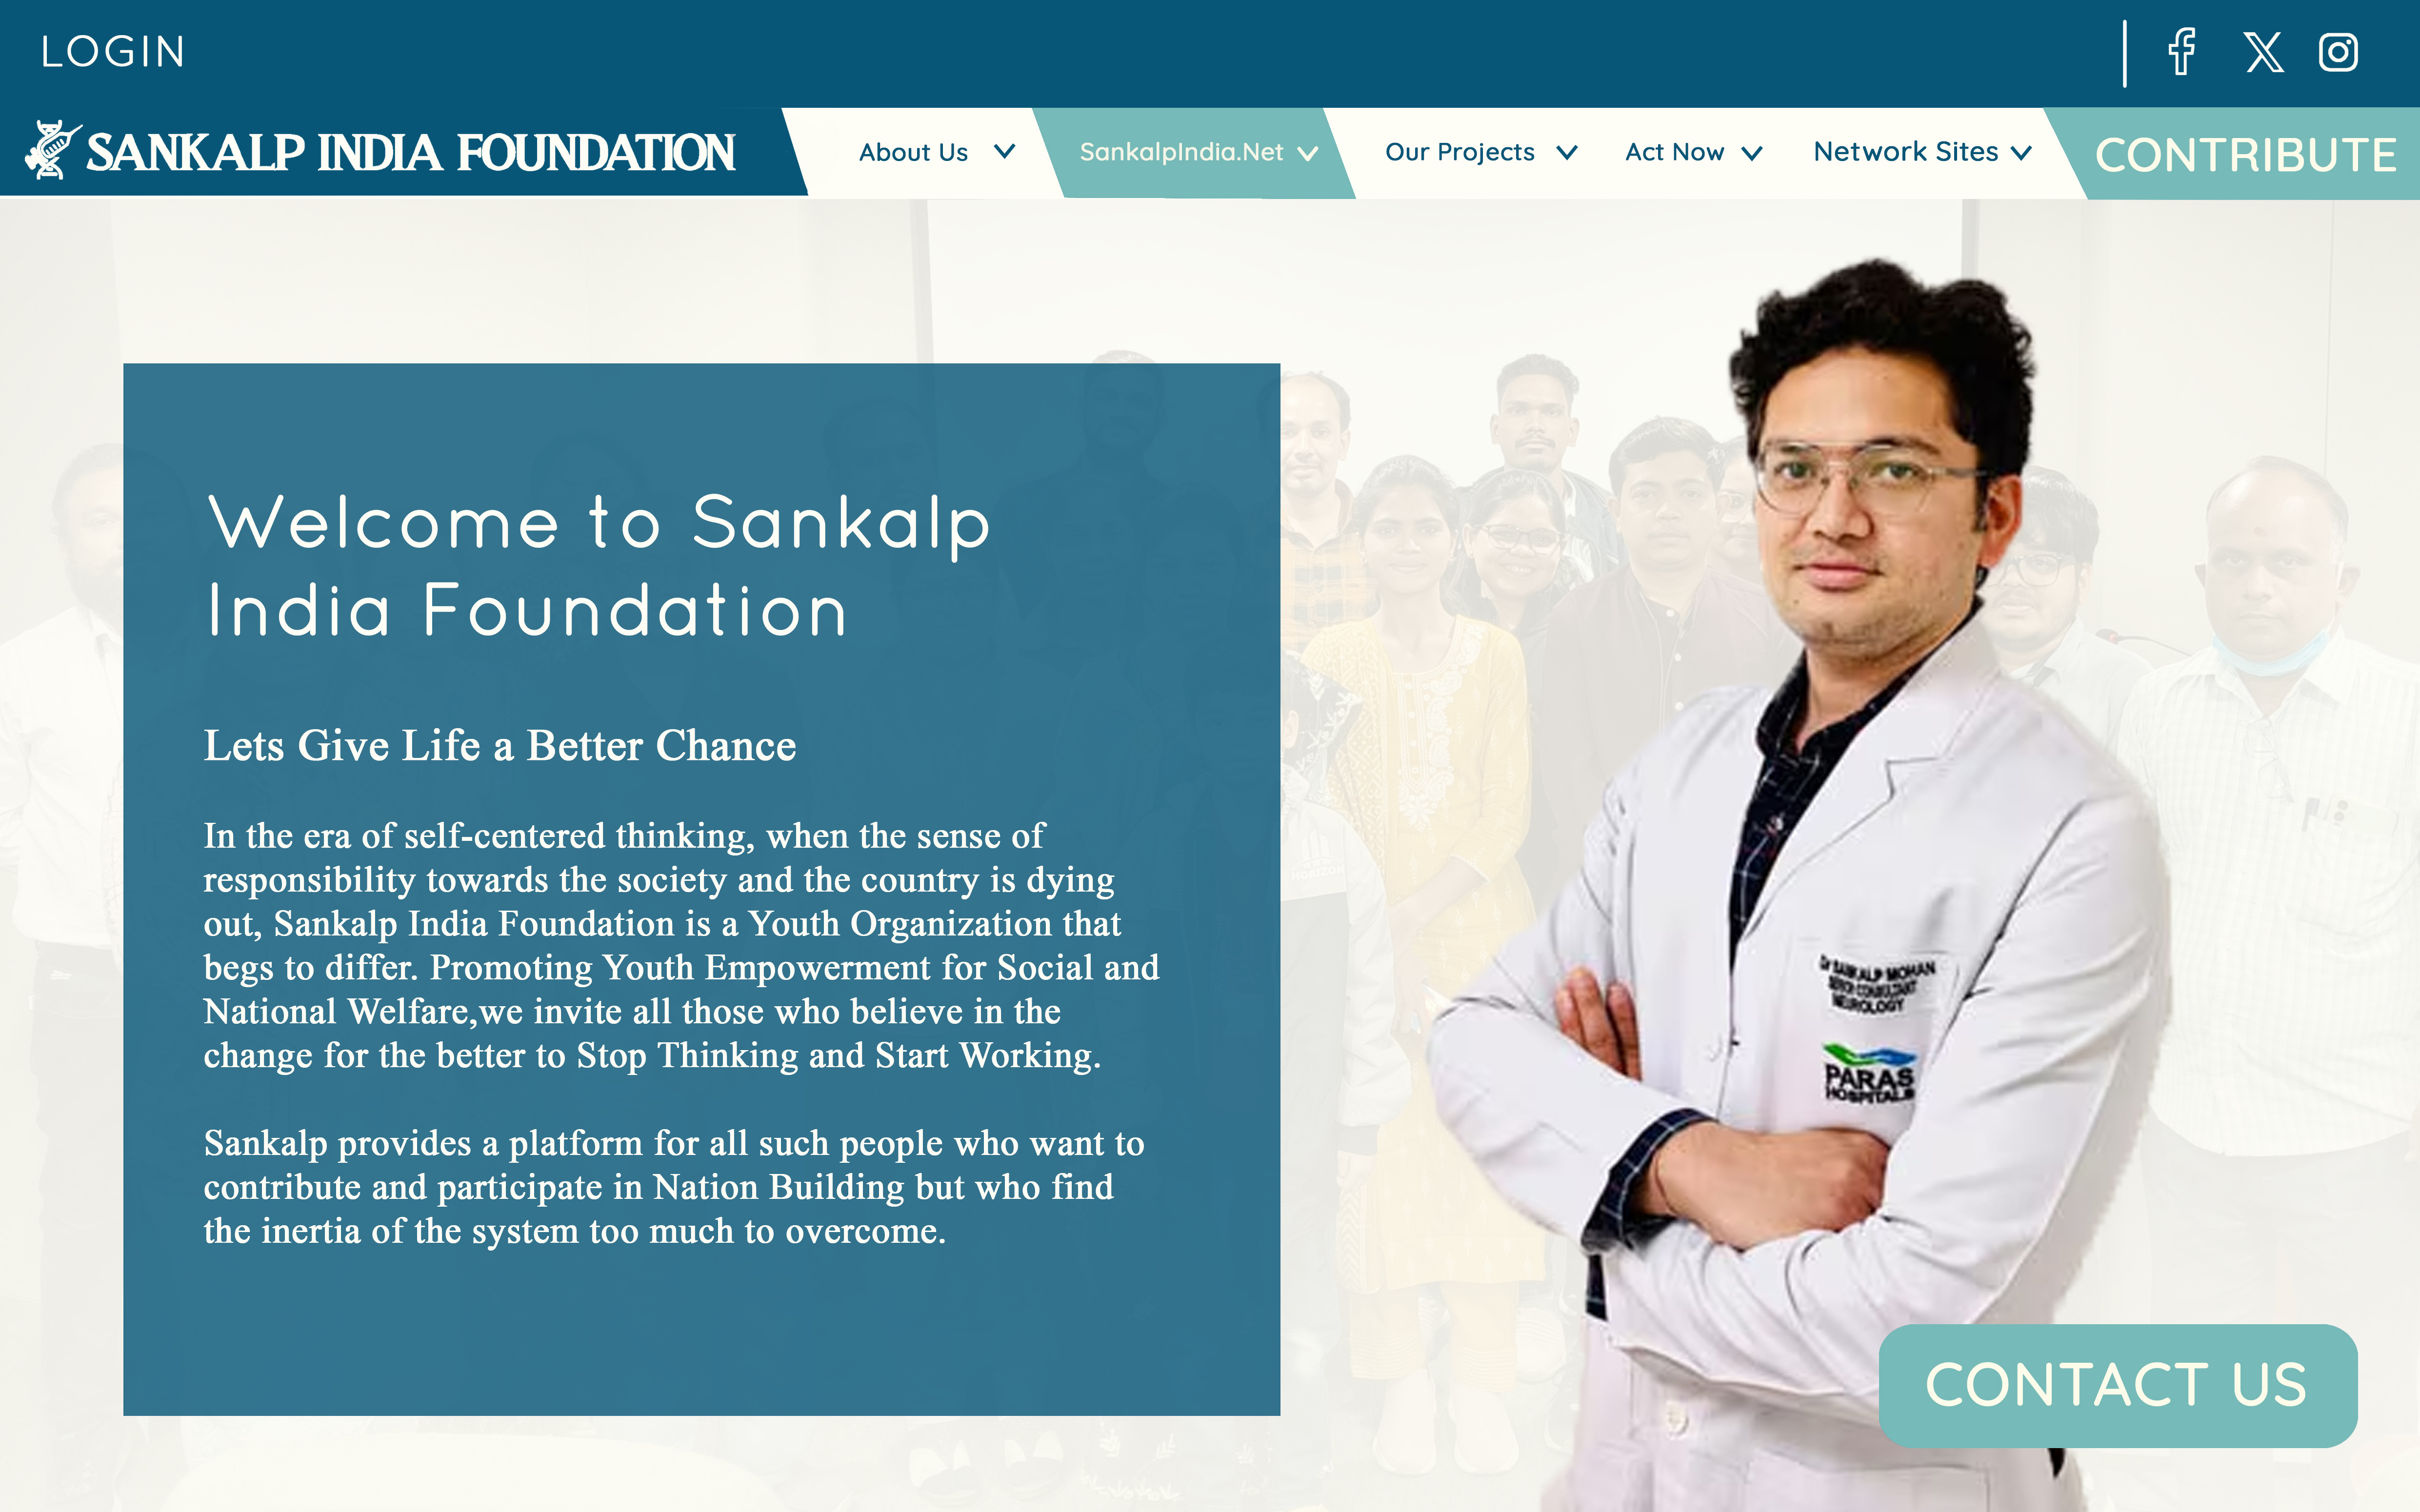 LOGIN
SANKALP INDIA FOUNDATION
About Us
SankalpIndia.Net
Our Projects
Act Now
Network Sites
CONTRIBUTE
Welcome to Sankalp
India Foundation
Lets Give Life a Better Chance
In the era of self-centered thinking, when the sense of
responsibility towards the society and the country is dying
out, Sankalp India Foundation is a Youth Organization that
begs to differ. Promoting Youth Empowerment for Social and
National Welfare,we invite all those who believe in the
change for the better to Stop Thinking and Start Working.
Sankalp provides a platform for all such people who want to
contribute and participate in Nation Building but who find
the inertia of the system too much to overcome.
HORIZON
Dr SANKALP MOHAN
SENIOR CONSULTANT
NEUROLOGY
PARAS
HOSPITALS
CONTACT US